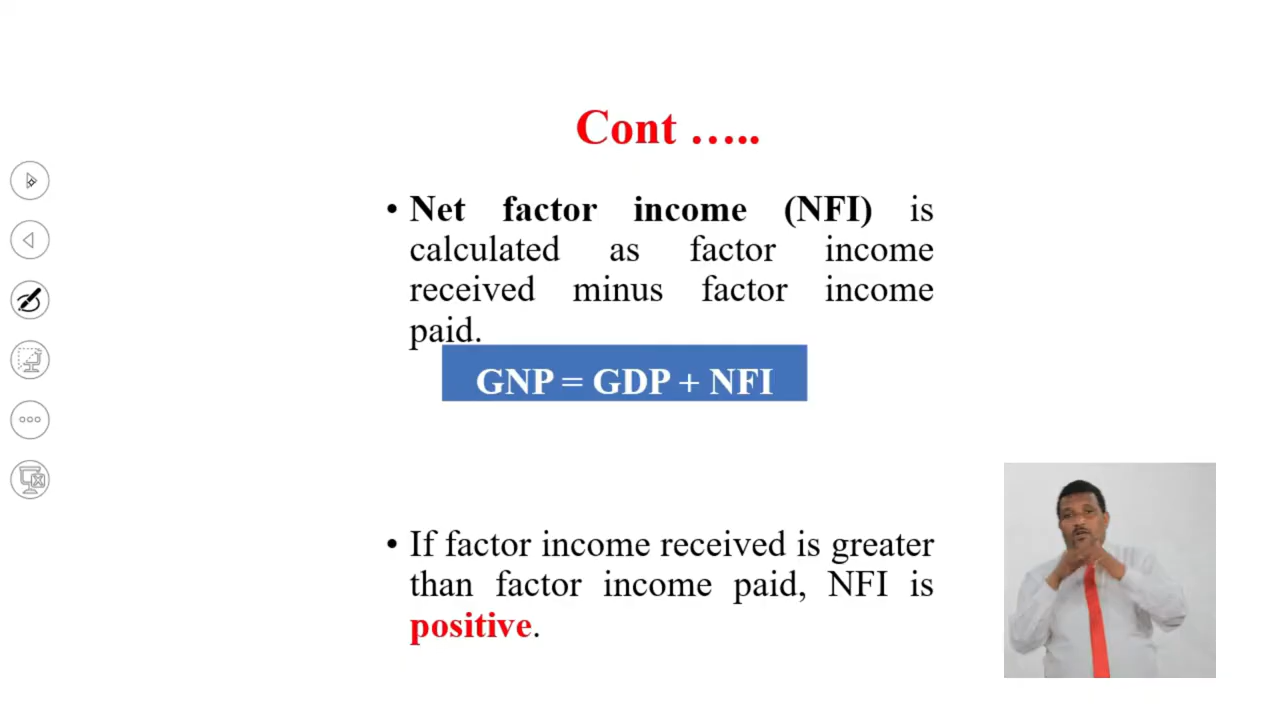 Cont …..
• Net factor income (NFI) is
calculated as factor income
received minus factor income
paid.
GNP = GDP + NFI
• If factor income received is greater
than factor income paid, NFI is
positive.